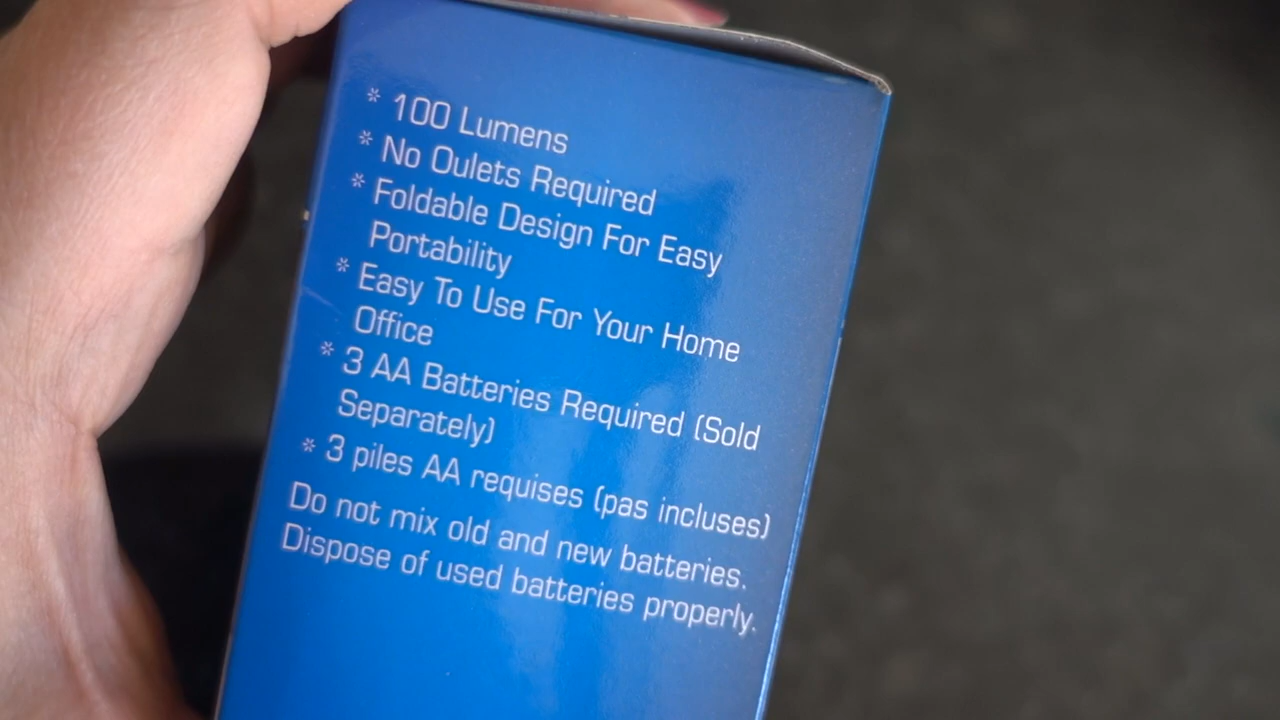 * 100 Lumens
* No Oulets Required
* Foldable Design For Easy
Portability
* Easy To Use For Your Home
Office
* 3 AA Batteries Required (Sold
Separately)
* 3 piles AA requises (pas incluses)
Do not mix old and new batteries.
Dispose of used batteries properly.